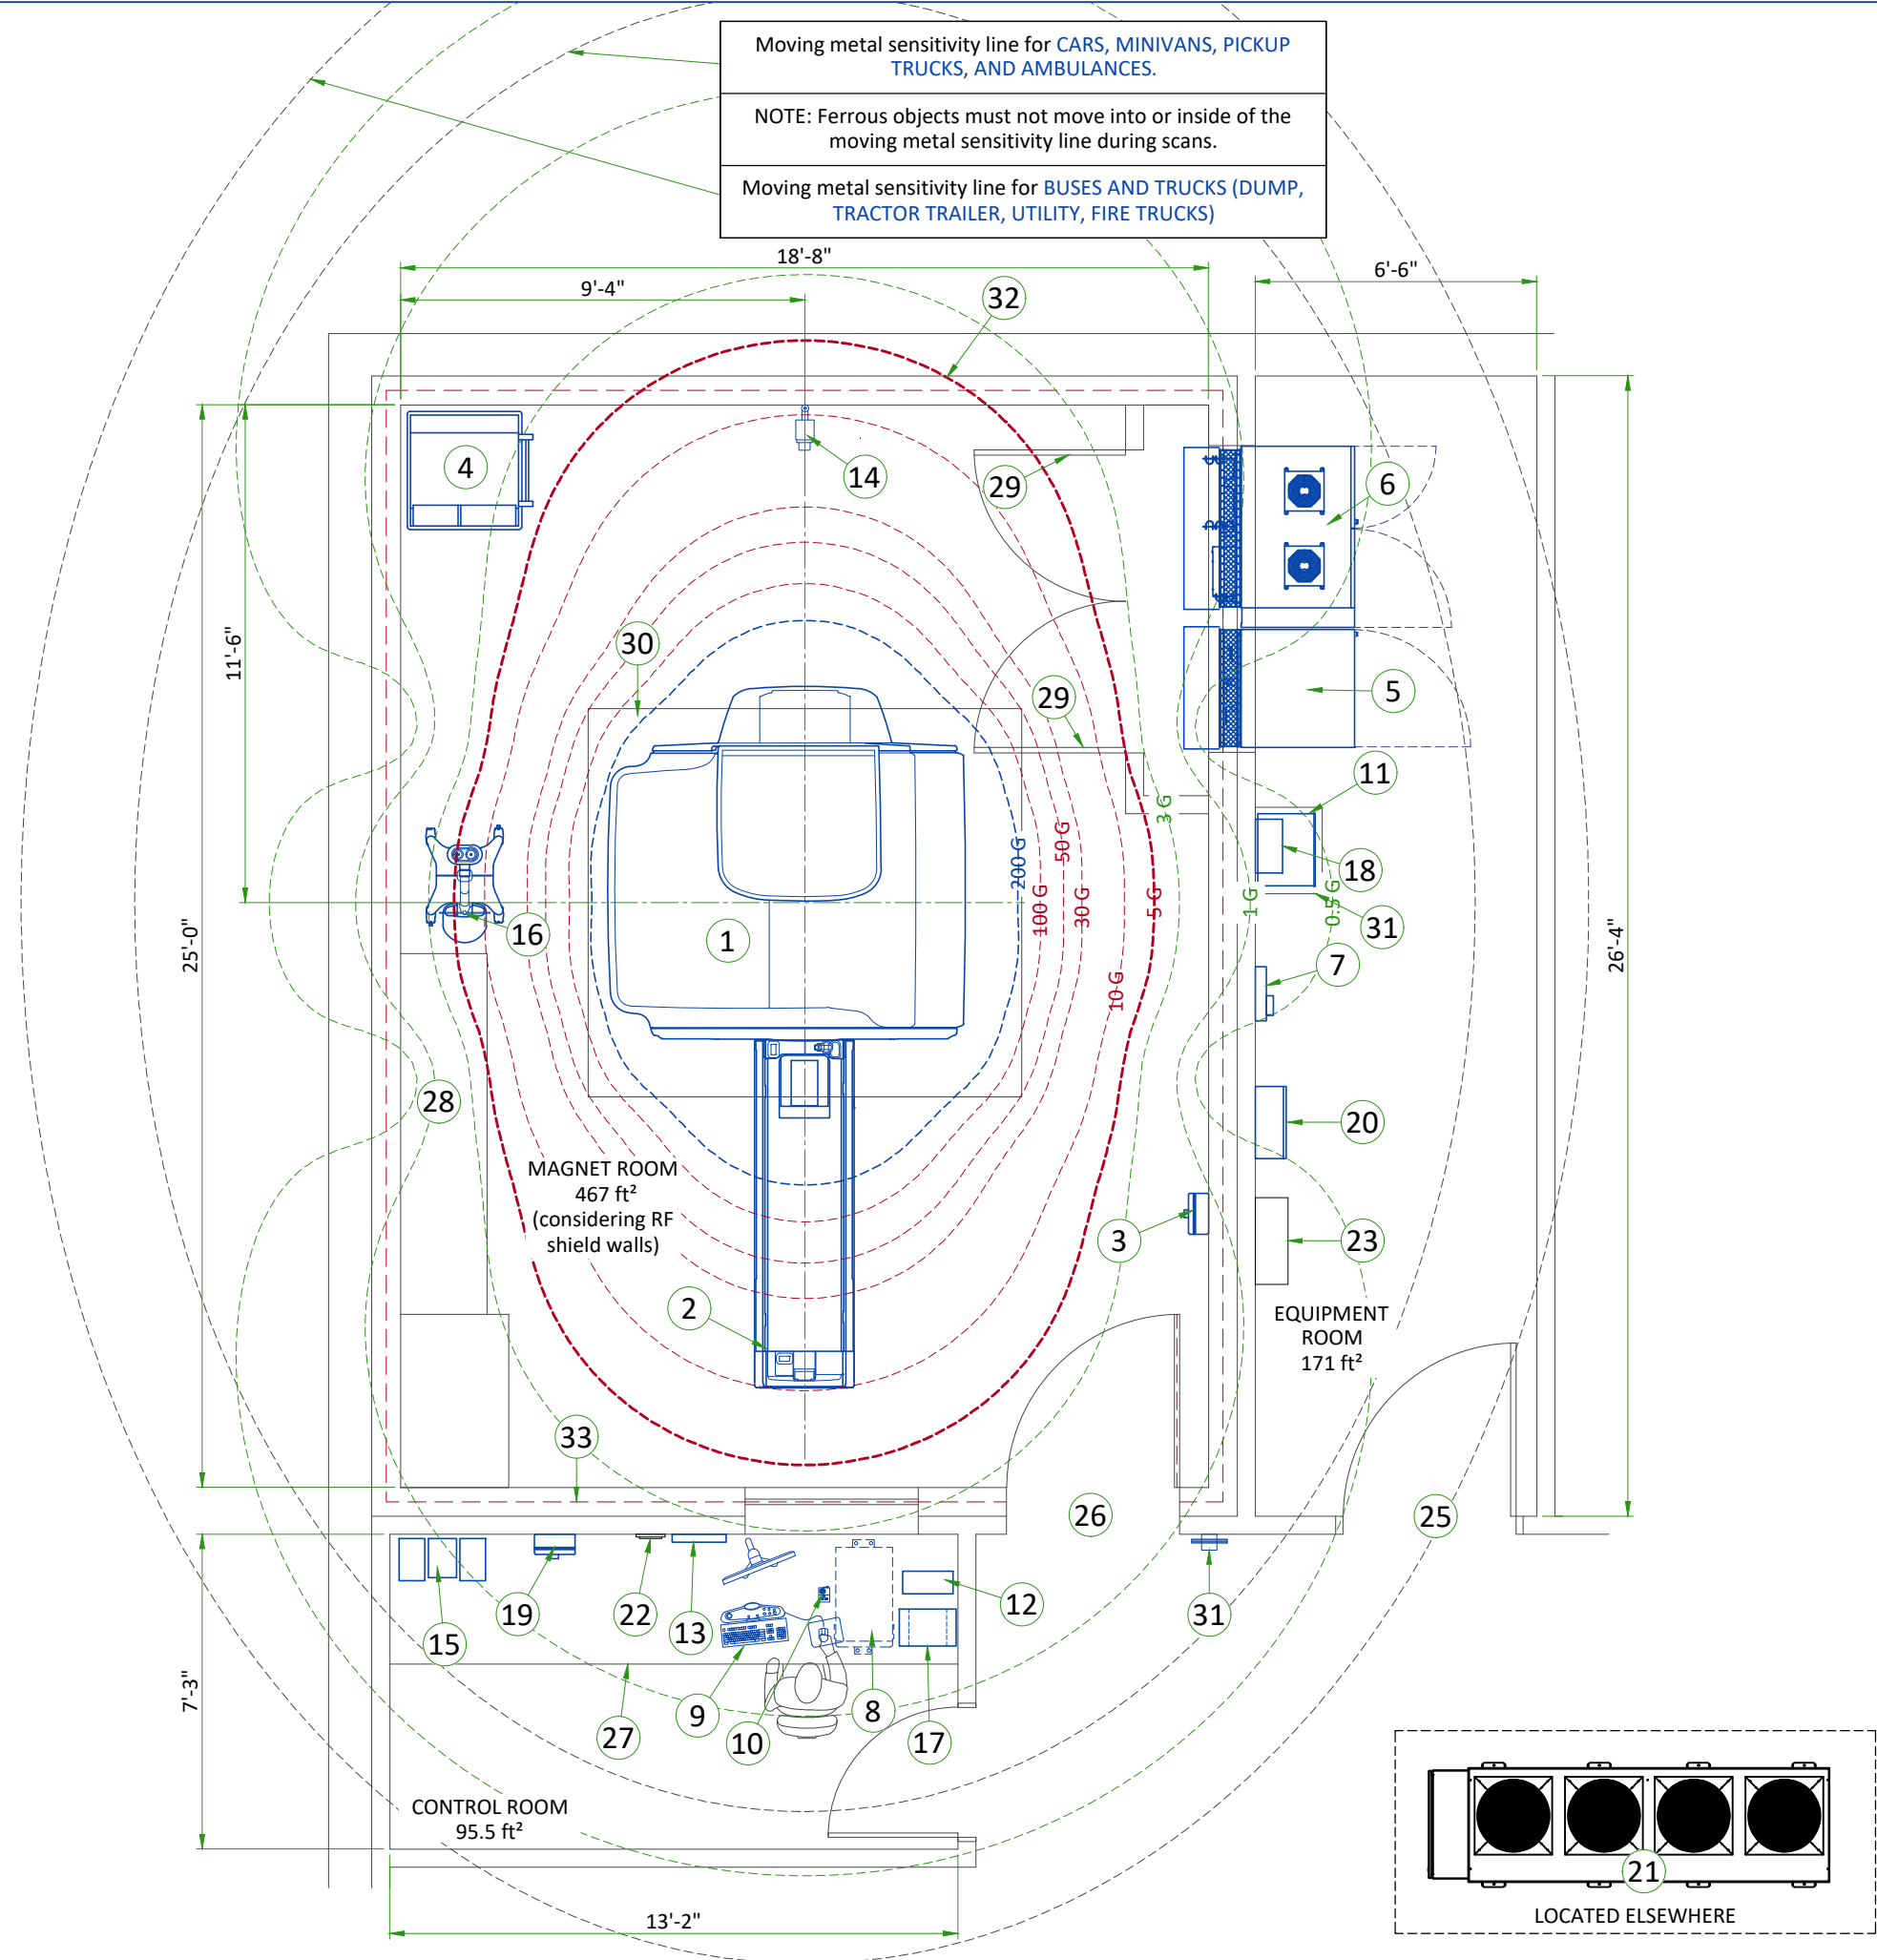 Moving metal sensitivity line for CARS, MINIVANS, PICKUP
TRUCKS, AND AMBULANCES.
NOTE: Ferrous objects must not move into or inside of the
moving metal sensitivity line during scans.
Moving metal sensitivity line for BUSES AND TRUCKS (DUMP,
TRACTOR TRAILER, UTILITY, FIRE TRUCKS)
18'-8"
6'-6"
9'-4"
32
4
14
29
6
11'-6"
30
29
5
11
3 G
50 G
200 G
18
16
1
100 G
30 G
5 G
1 G
0.5 G
31
25'-0"
26'-4"
7
10 G
28
20
MAGNET ROOM
467 ft²
(considering RF
shield walls)
3
23
2
EQUIPMENT
ROOM
171 ft²
33
26
25
19
22
13
12
31
15
7'-3"
9
8
27
10
17
CONTROL ROOM
95.5 ft²
21
LOCATED ELSEWHERE
13'-2"